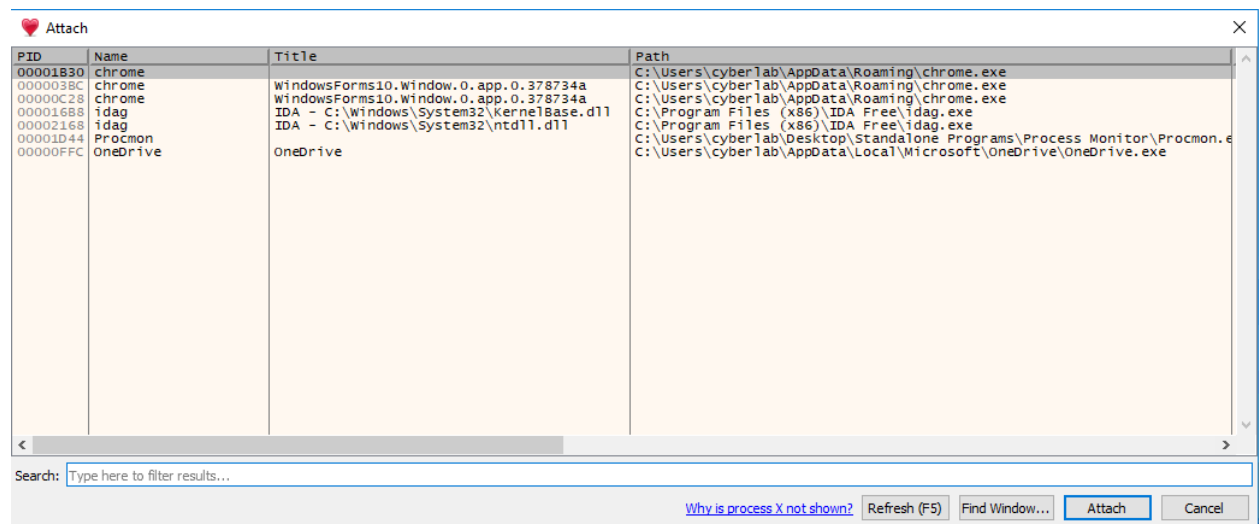 Attach
PID Name Title Path
00001B30 chrome C:\Users\cyberlab\AppData\Roaming\chrome.exe
000003BC chrome WindowsForms10.Window.0.app.0.378734a C:\Users\cyberlab\AppData\Roaming\chrome.exe
00000C28 chrome WindowsForms10.Window.0.app.0.378734a C:\Users\cyberlab\AppData\Roaming\chrome.exe
000016B8 idag IDA - C:\Windows\System32\KernelBase.dll C:\Program Files (x86)\IDA Free\idag.exe
00002168 idag IDA - C:\Windows\System32\ntdll.dll C:\Program Files (x86)\IDA Free\idag.exe
00001D44 Procmon C:\Users\cyberlab\Desktop\Standalone Programs\Process Monitor\Procmon.e
00000FFC OneDrive OneDrive C:\Users\cyberlab\AppData\Local\Microsoft\OneDrive\OneDrive.exe
Search: Type here to filter results...
Why is process X not shown? Refresh (F5) Find Window... Attach Cancel